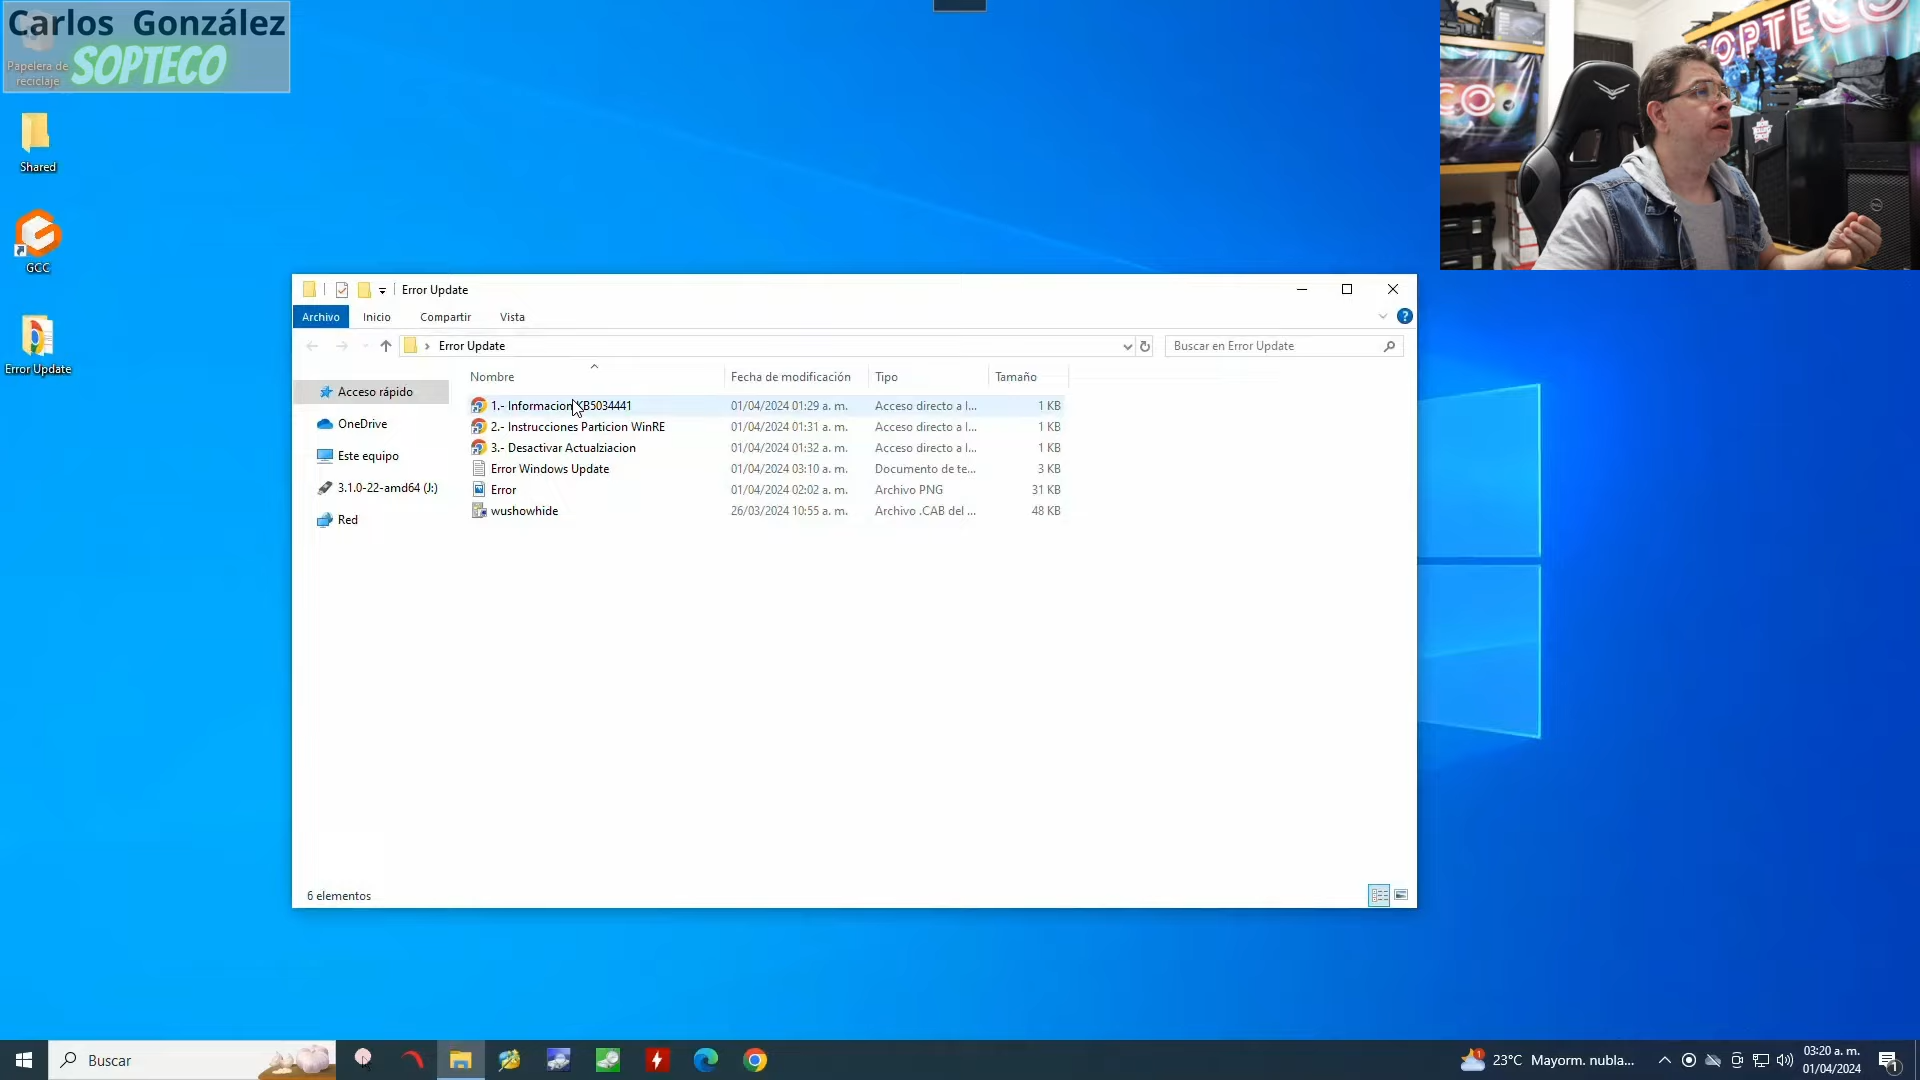 Carlos González
SOPTECO
Papelera de
reciclaje
Shared
GCC
Error Update
SOPTECO
CO
Error Update
Archivo
Inicio
Compartir
Vista
Error Update
Buscar en Error Update
Acceso rápido
OneDrive
Este equipo
3.1.0-22-amd64 (J:)
Red
Nombre Fecha de modificación Tipo Tamaño
1.- Informacion KB5034441 01/04/2024 01:29 a. m. Acceso directo a l... 1 KB
2.- Instrucciones Particion WinRE 01/04/2024 01:31 a. m. Acceso directo a l... 1 KB
3.- Desactivar Actualziacion 01/04/2024 01:32 a. m. Acceso directo a l... 1 KB
Error Windows Update 01/04/2024 03:10 a. m. Documento de te... 3 KB
Error 01/04/2024 02:02 a. m. Archivo PNG 31 KB
wushowhide 26/03/2024 10:55 a. m. Archivo .CAB del ... 48 KB
6 elementos
Buscar
23°C Mayorm. nubla...
03:20 a. m.
01/04/2024